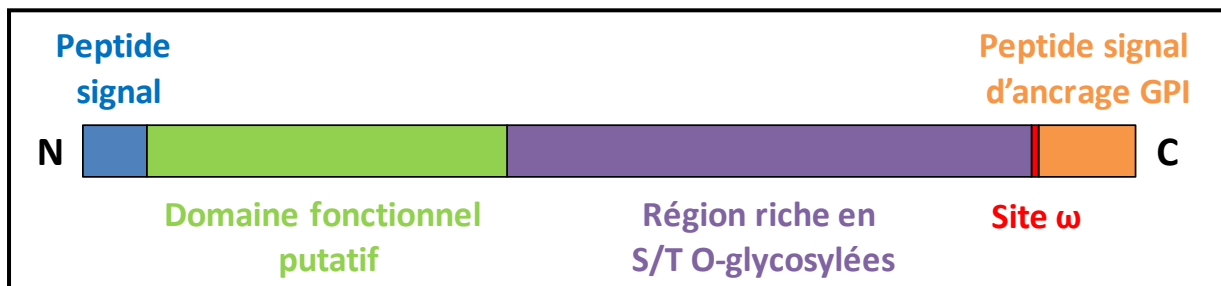 Peptide
signal
Peptide signal
d'ancrage GPI
N
C
Domaine fonctionnel
putatif
Région riche en
S/T O-glycosylées
Site ω